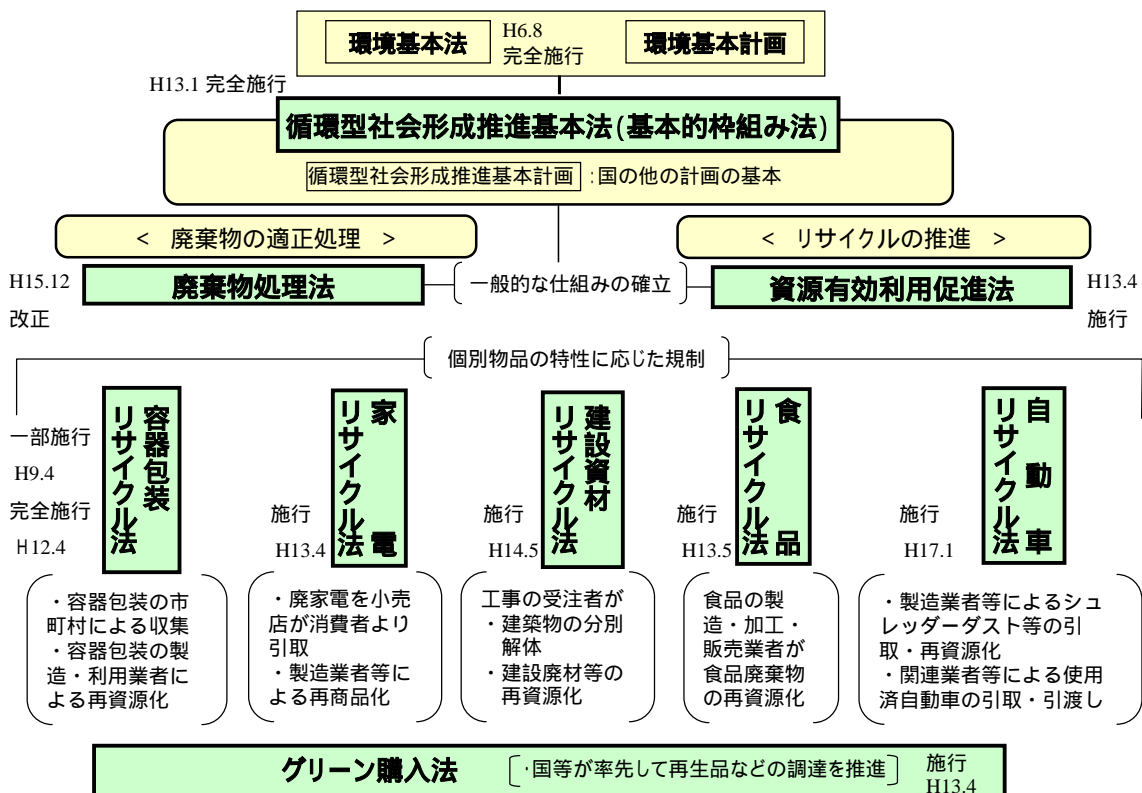 環境基本法
H6.8
完全施行
環境基本計画
H13.1 完全施行
循環型社会形成推進基本法(基本的枠組み法)
循環型社会形成推進基本計画:国の他の計画の基本
< 廃棄物の適正処理 >
< リサイクルの推進 >
H15.12
改正
廃棄物処理法
一般的な仕組みの確立
資源有効利用促進法
H13.4
施行
個別物品の特性に応じた規制
一部施行
H9.4
完全施行
H12.4
容器包装
リサイクル法
施行
H13.4
家電
リサイクル法
施行
H14.5
建設資材
リサイクル法
施行
H13.5
食品
リサイクル法
施行
H17.1
自動車
リサイクル法
・容器包装の市
町村による収集
・容器包装の製
造・利用業者に
よる再資源化
・廃家電を小売
店が消費者より
引取
・製造業者等に
よる再商品化
工事の受注者が
・建築物の分別
解体
・建設廃材等の
再資源化
食品の製
造・加工・
販売業者が
食品廃棄物
の再資源化
・製造業者等によるシュ
レッダーダスト等の引
取・再資源化
・関連業者等による使用
済自動車の引取・引渡し
グリーン購入法
・国等が率先して再生品などの調達を推進
施行
H13.4